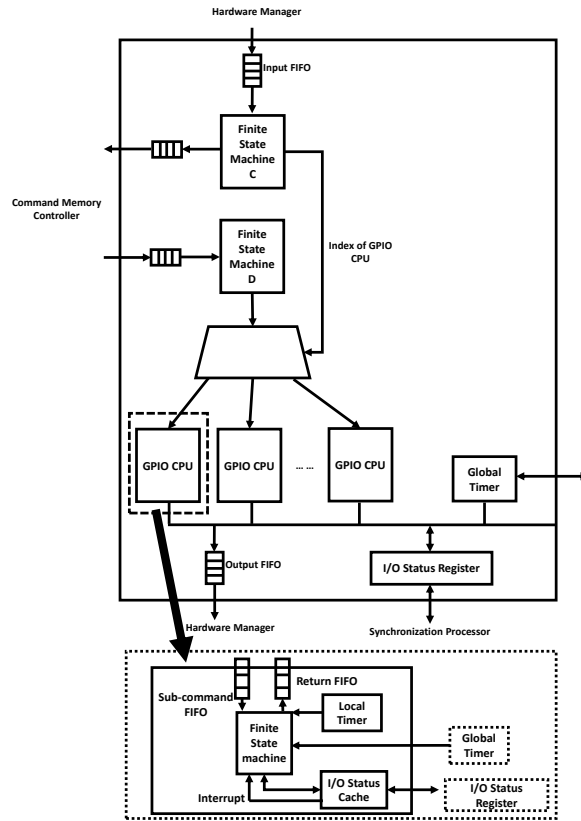 Hardware Manager
Input FIFO
Finite
State
Machine
C
Command Memory
Controller
Finite
State
Machine
D
Index of GPIO
CPU
GPIO CPU
GPIO CPU
... ...
GPIO CPU
Global
Timer
Output FIFO
I/O Status Register
Hardware Manager
Synchronization Processor
Sub-command
FIFO
Return FIFO
Local
Timer
Finite
State
machine
Global
Timer
Interrupt
I/O Status
Cache
I/O Status
Register